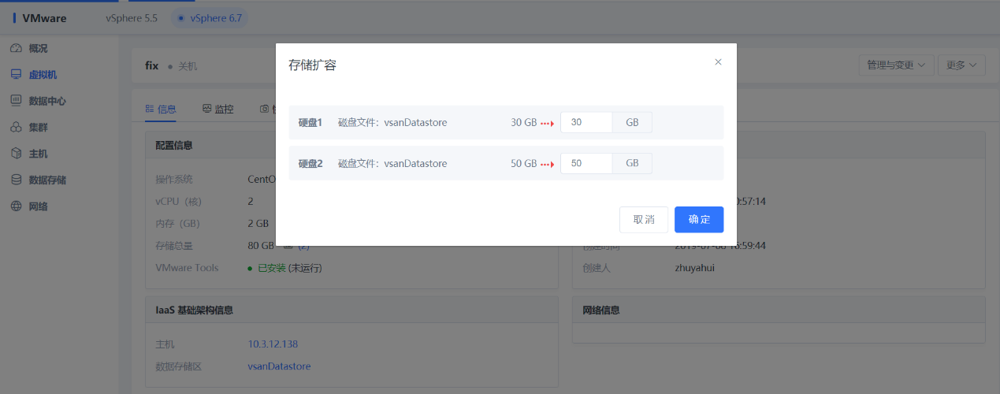 VMware
vSphere 5.5
vSphere 6.7
概况
虚拟机
数据中心
集群
主机
数据存储
网络
fix
关机
管理与变更
更多
信息
监控
存储扩容
硬盘1 磁盘文件：vsanDatastore 30 GB 30 GB
硬盘2 磁盘文件：vsanDatastore 50 GB 50 GB
取 消
确 定
配置信息
操作系统 CentO
vCPU（核） 2
内存（GB） 2 GB
存储总量 80 GB (2)
VMware Tools 已安装 (未运行)
:57:14
创建时间 2019-07-08 16:59:44
创建人 zhuyahui
IaaS 基础架构信息
主机 10.3.12.138
数据存储区 vsanDatastore
网络信息